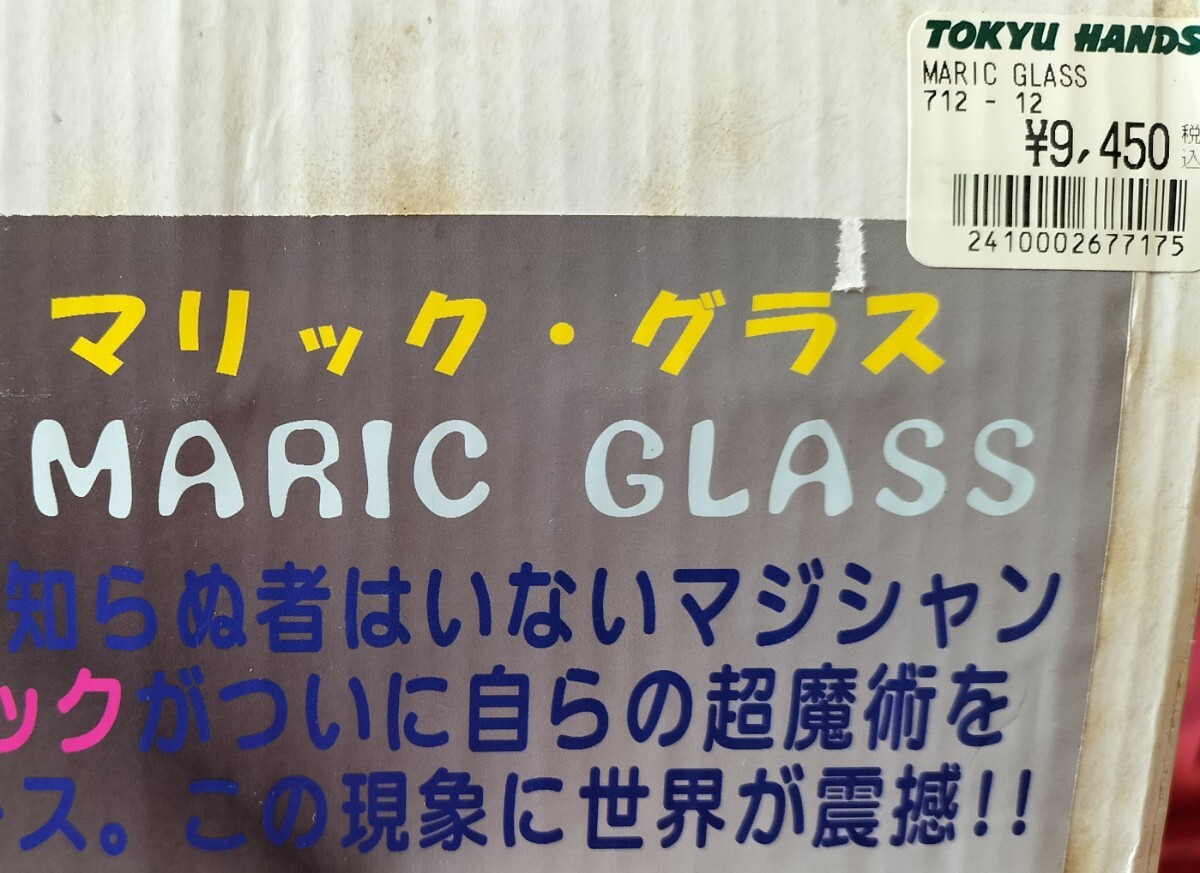 TOKYU HANDS
MARIC GLASS
712 - 12
¥9,450 税込
2410002677175
マリック・グラス
MARIC GLASS
知らぬ者はいないマジシャン
ックがついに自らの超魔術を
ース。この現象に世界が震撼!!